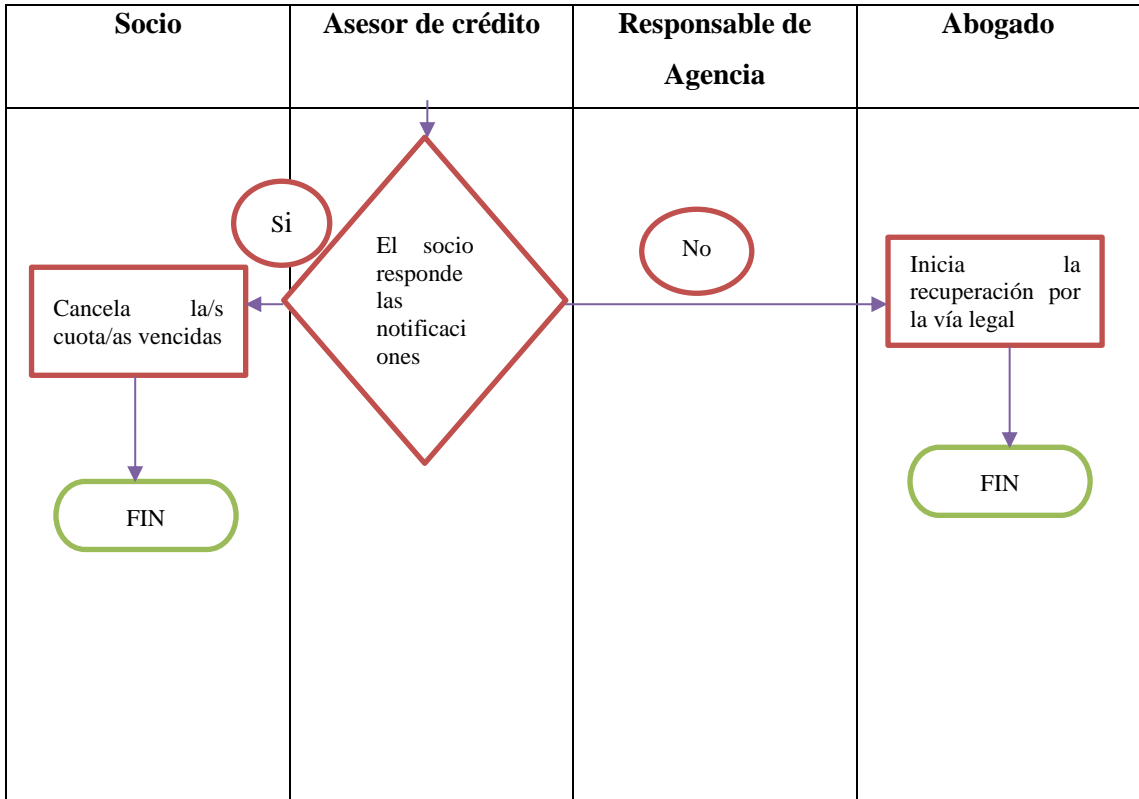 Socio
Asesor de crédito
Responsable de
Agencia
Abogado
Si
El socio
responde
las
notificaci
ones
No
Cancela la/s
cuota/as vencidas
Inicia la
recuperación por
la vía legal
FIN
FIN